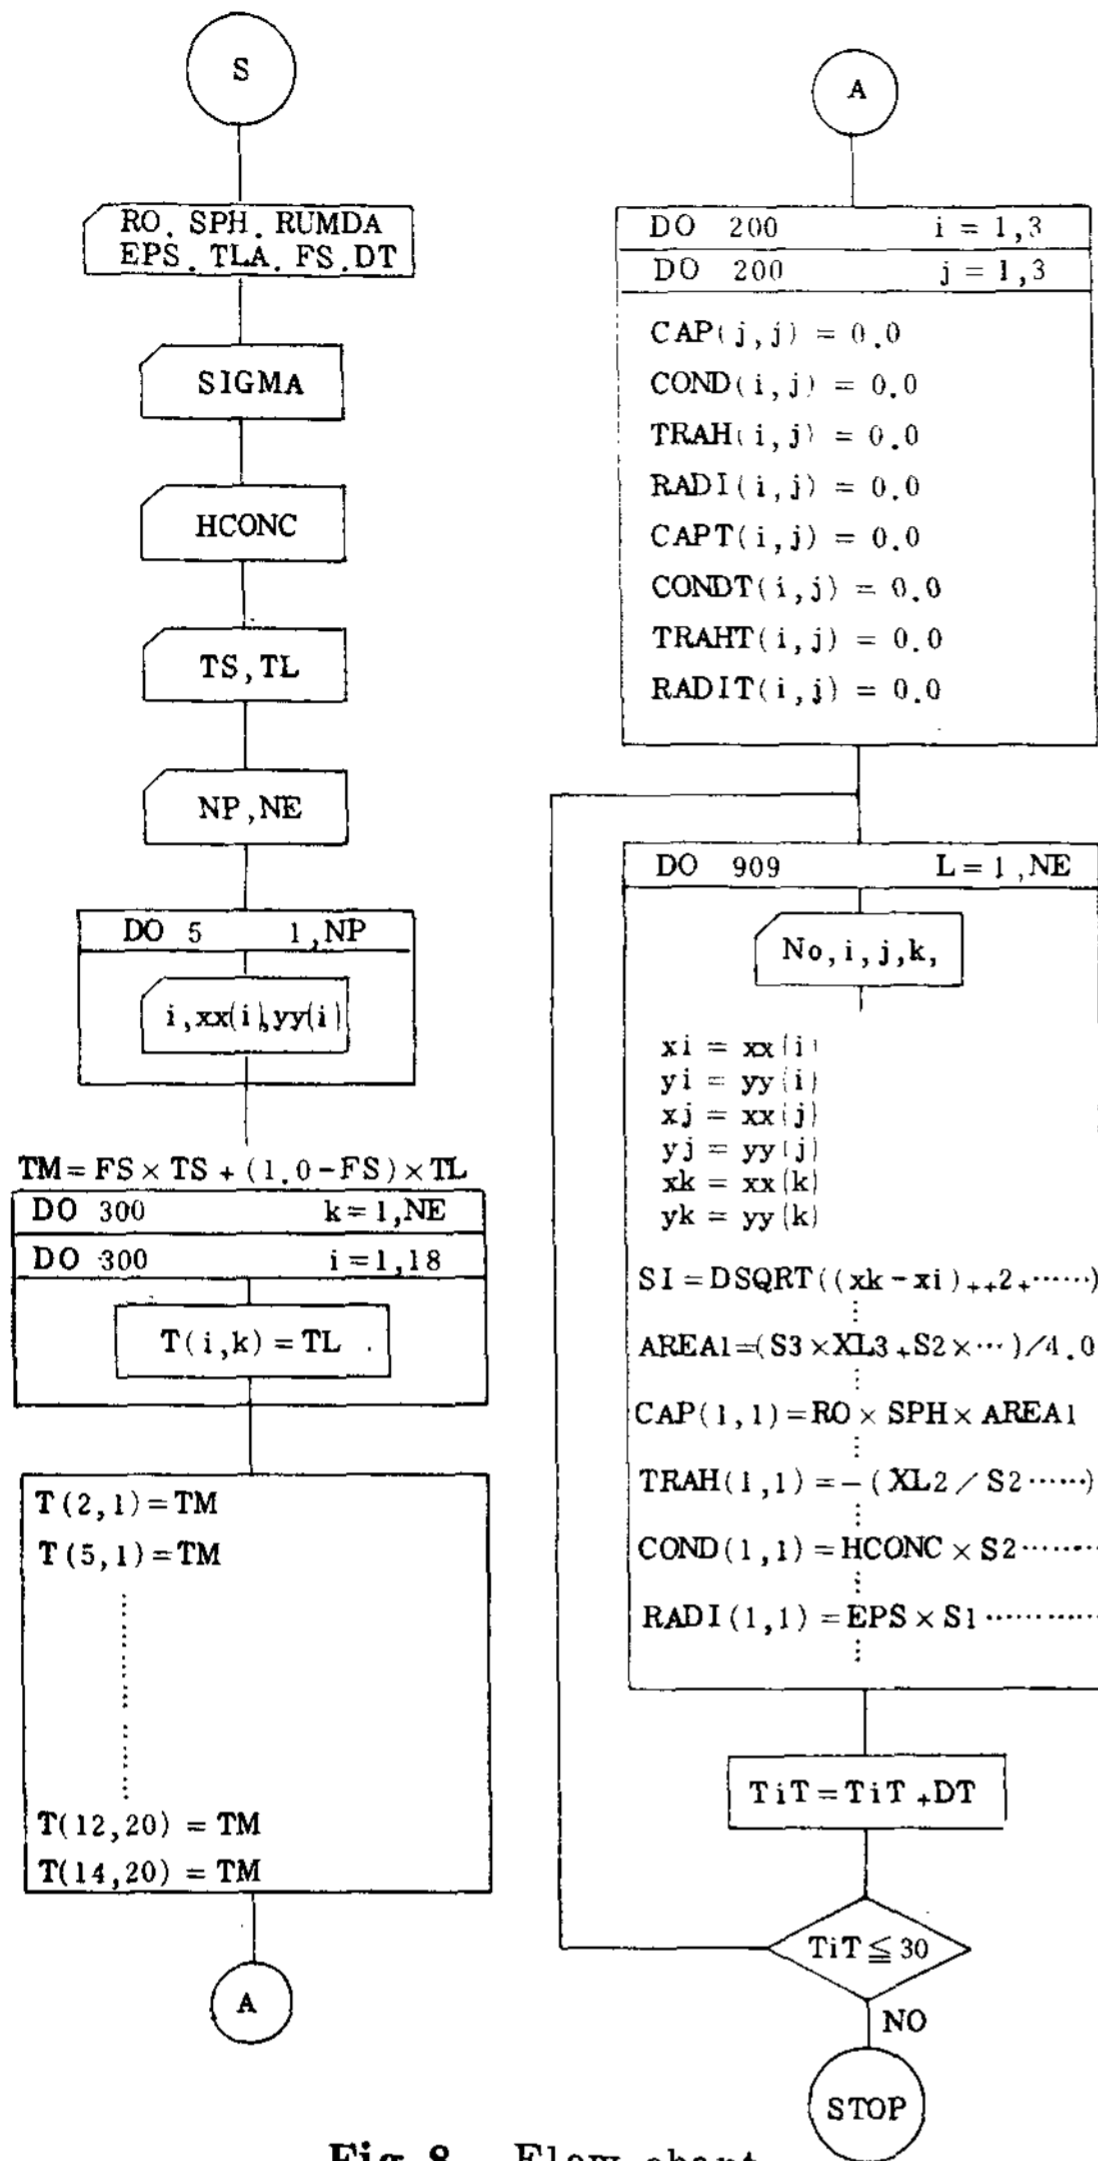 S
RO. SPH. RUMDA
EPS. TLA. FS. DT
SIGMA
HCONC
TS, TL
NP, NE
DO 5 1, NP
i, xx(i), yy(i)
TM = FS × TS + (1.0 - FS) × TL
DO 300 k = 1, NE
DO 300 i = 1, 18
T(i, k) = TL
T(2, 1) = TM
T(5, 1) = TM
T(12, 20) = TM
T(14, 20) = TM
A
A
DO 200 i = 1, 3
DO 200 j = 1, 3
CAP(j, j) = 0.0
COND(i, j) = 0.0
TRAH(i, j) = 0.0
RADI(i, j) = 0.0
CAPT(i, j) = 0.0
CONDT(i, j) = 0.0
TRAHT(i, j) = 0.0
RADIT(i, j) = 0.0
DO 909 L = 1, NE
No, i, j, k,
xi = xx(i)
yi = yy(i)
xj = xx(j)
yj = yy(j)
xk = xx(k)
yk = yy(k)
SI = DSQRT((xk - xi)++2+······)
AREA1 = (S3 × XL3 + S2 × ···)/4.0
CAP(1, 1) = RO × SPH × AREA1
TRAH(1, 1) = - (XL2 / S2 ······)
COND(1, 1) = HCONC × S2 ········
RADI(1, 1) = EPS × S1 ············
TiT = TiT + DT
TiT ≦ 30
NO
STOP
Fig. 8 Flow chart